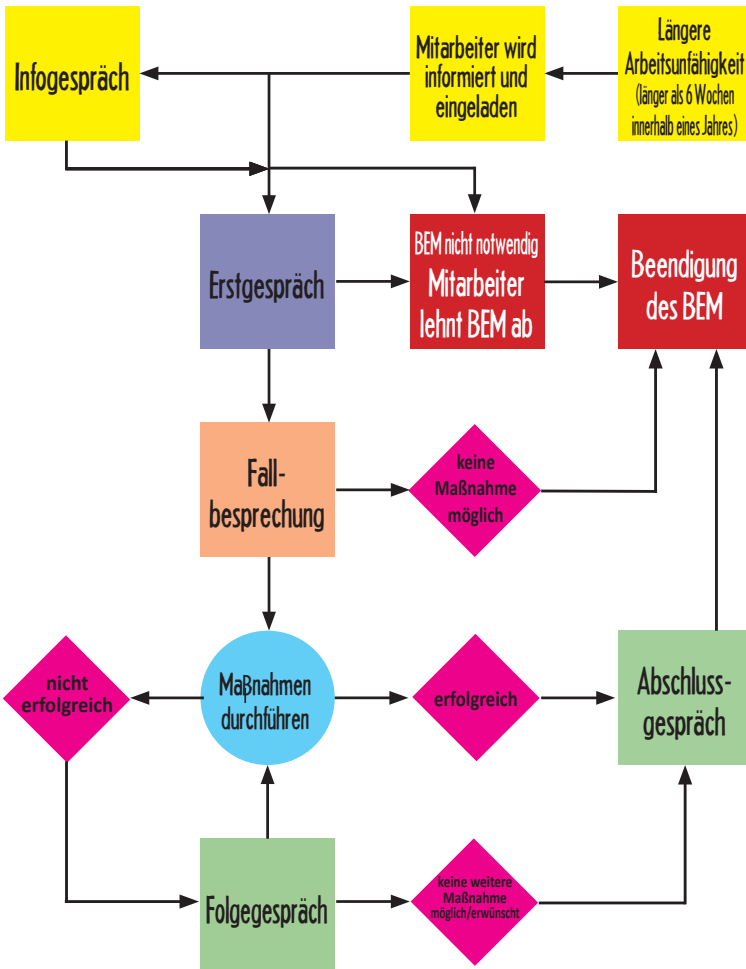 Infogespräch
Mitarbeiter wird
informiert und
eingeladen
Längere
Arbeitsunfähigkeit
(länger als 6 Wochen
innerhalb eines Jahres)
Erstgespräch
BEM nicht notwendig
Mitarbeiter
lehnt BEM ab
Beendigung
des BEM
Fall-
besprechung
keine
Maßnahme
möglich
nicht
erfolgreich
Maβnahmen
durchführen
erfolgreich
Abschluss-
gespräch
Folgegespräch
keine weitere
Maßnahme
möglich/erwünscht